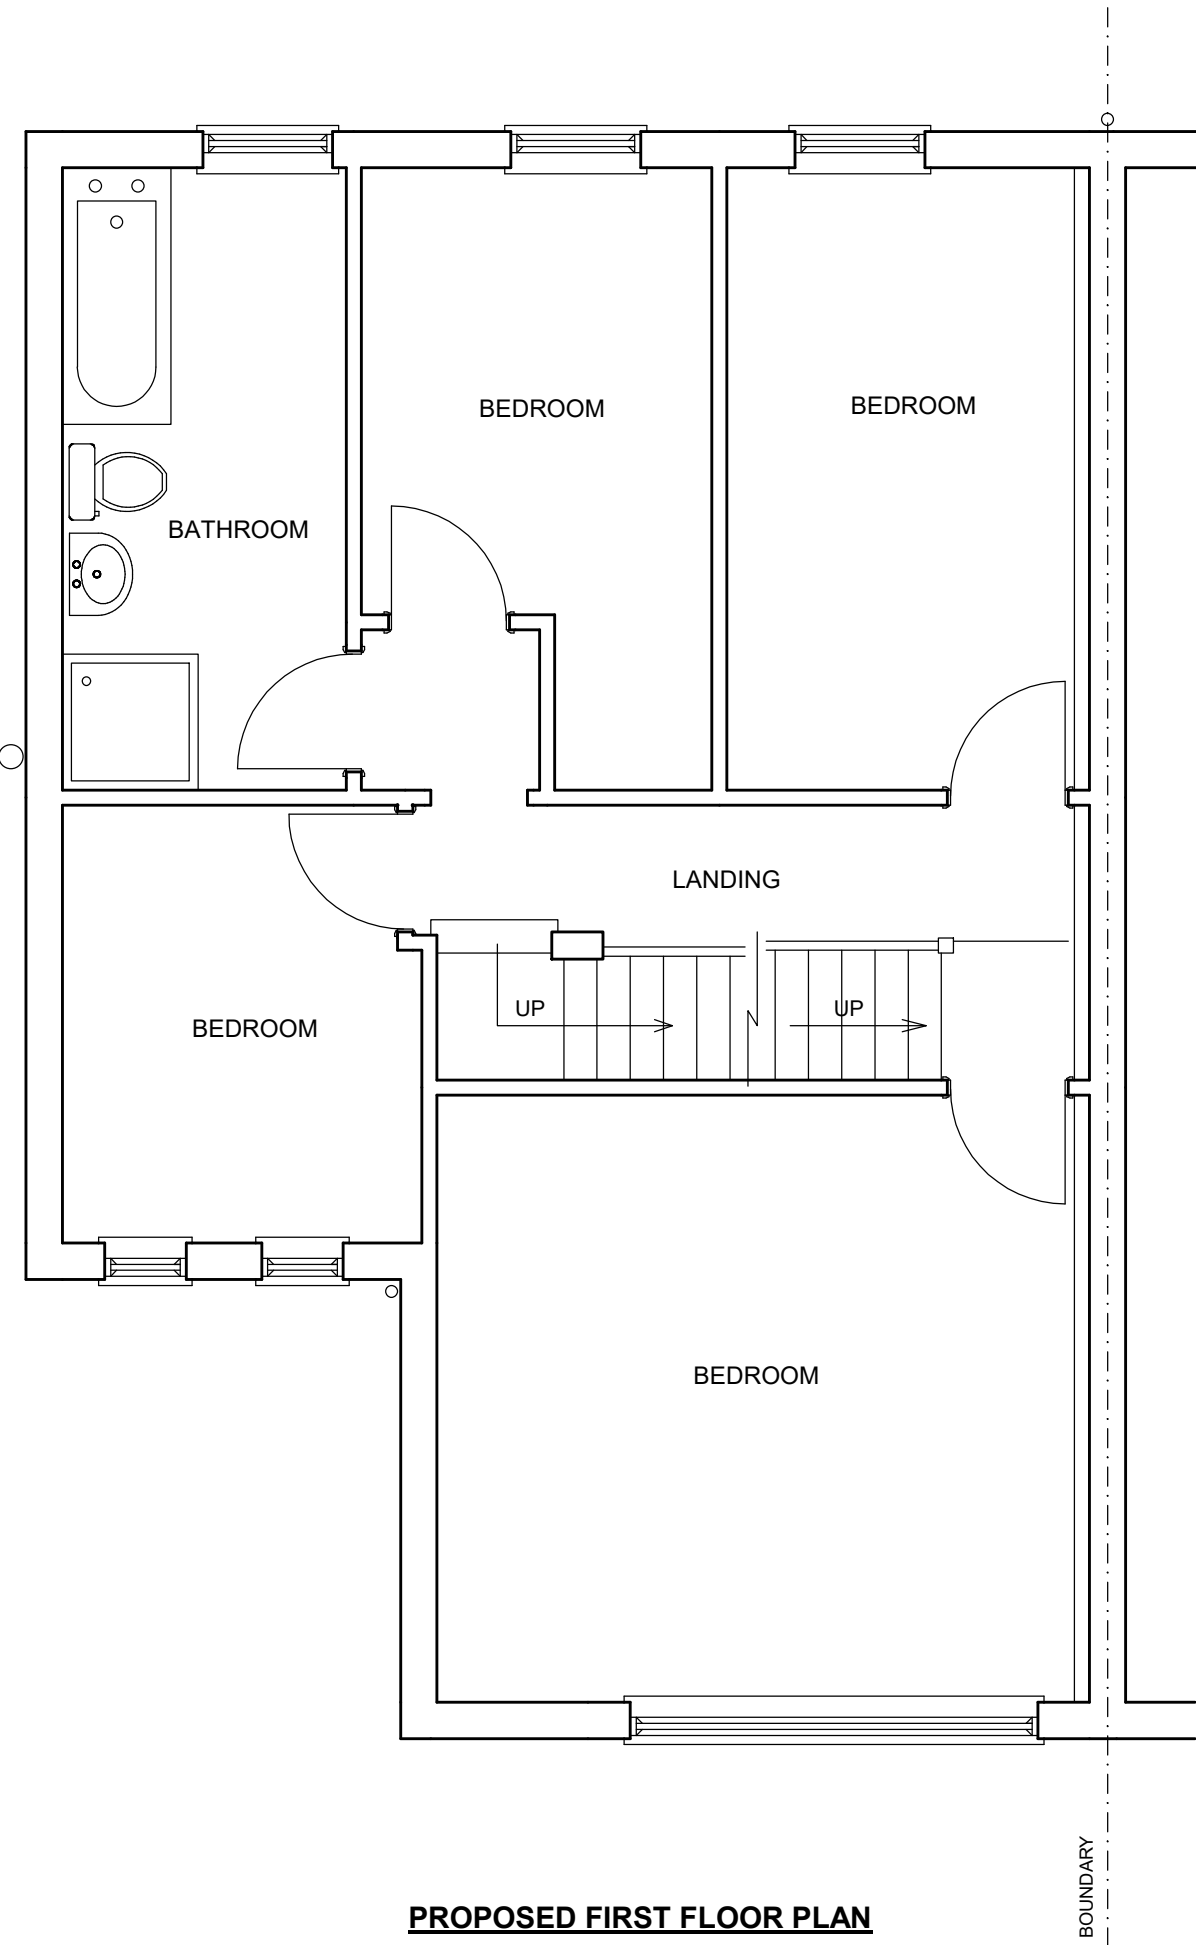 BEDROOM
BEDROOM
BATHROOM
LANDING
UP
UP
BEDROOM
BEDROOM
BOUNDARY
PROPOSED FIRST FLOOR PLAN